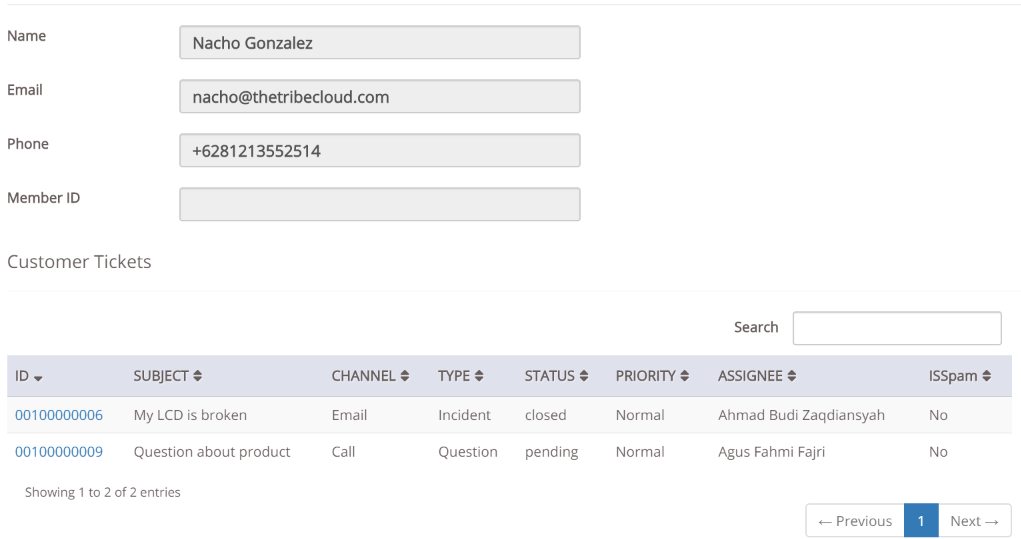 Name
Nacho Gonzalez
Email
nacho@thetribecloud.com
Phone
+6281213552514
Member ID
Customer Tickets
Search
ID SUBJECT CHANNEL TYPE STATUS PRIORITY ASSIGNEE ISSpam
00100000006 My LCD is broken Email Incident closed Normal Ahmad Budi Zaqdiansyah No
00100000009 Question about product Call Question pending Normal Agus Fahmi Fajri No
Showing 1 to 2 of 2 entries
← Previous 1 Next →